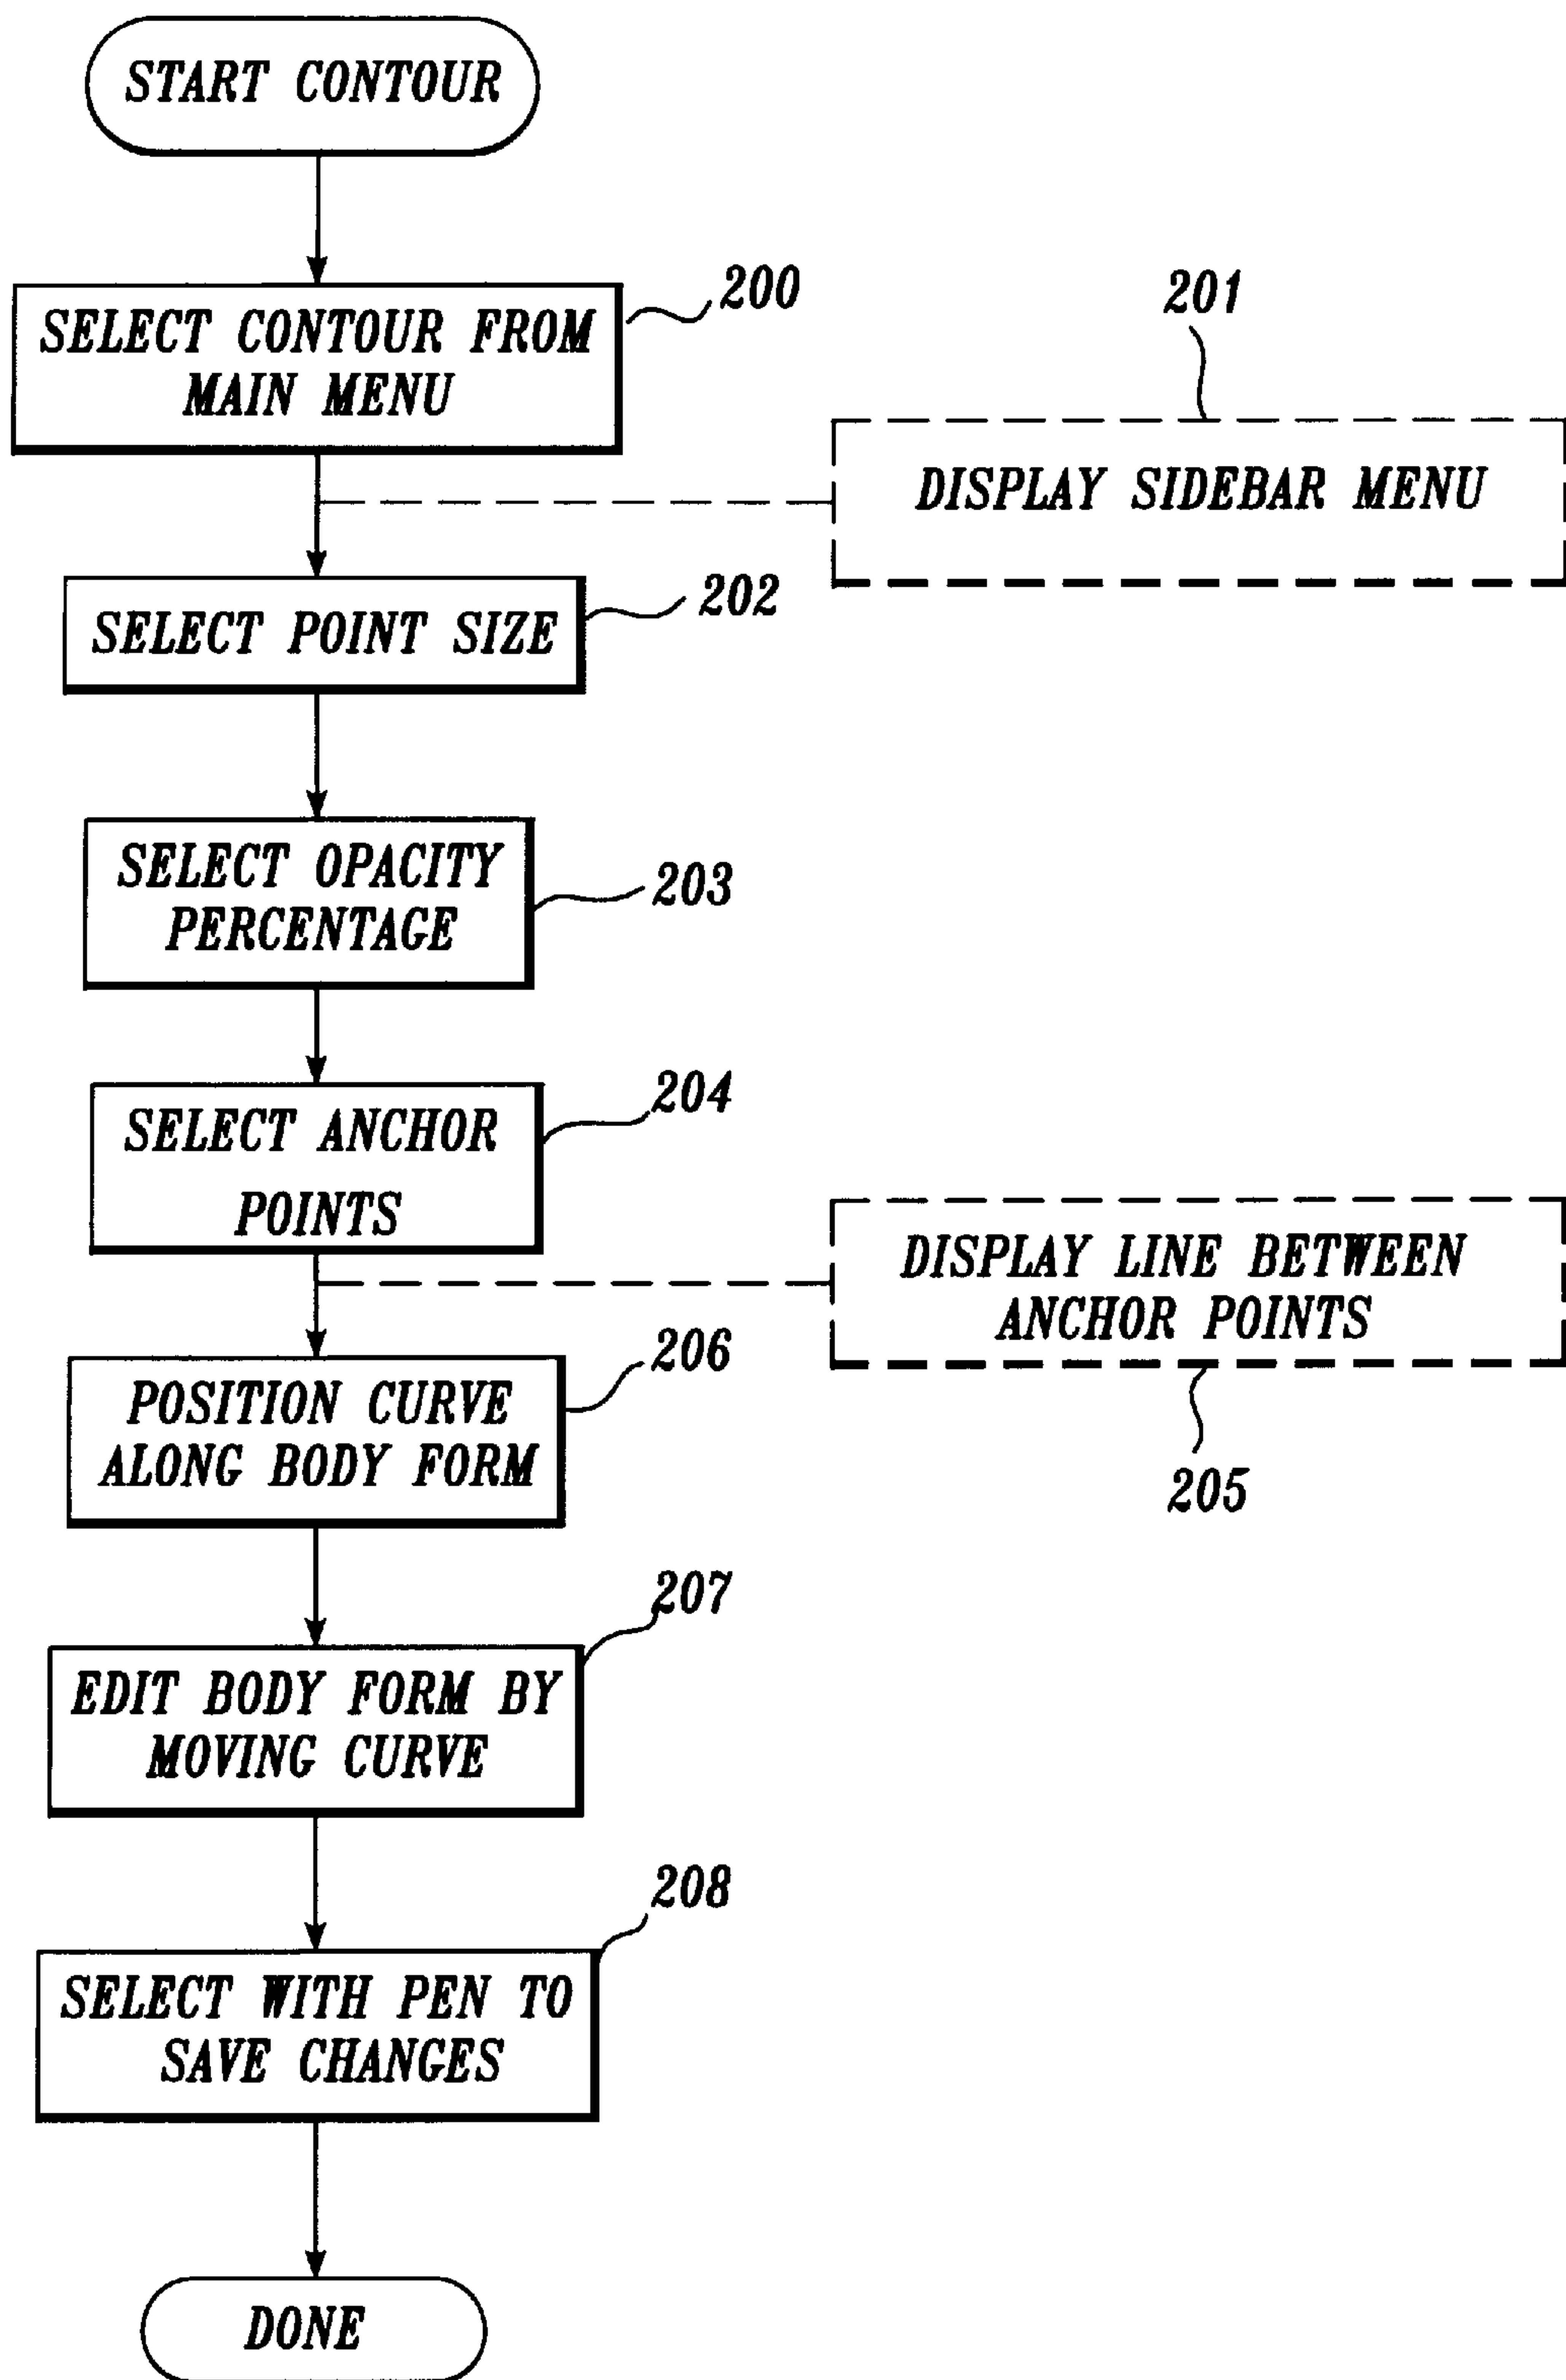 START CONTOUR
200
SELECT CONTOUR FROM
MAIN MENU
201
DISPLAY SIDEBAR MENU
202
SELECT POINT SIZE
203
SELECT OPACITY
PERCENTAGE
204
SELECT ANCHOR
POINTS
DISPLAY LINE BETWEEN
ANCHOR POINTS
205
206
POSITION CURVE
ALONG BODY FORM
207
EDIT BODY FORM BY
MOVING CURVE
208
SELECT WITH PEN TO
SAVE CHANGES
DONE